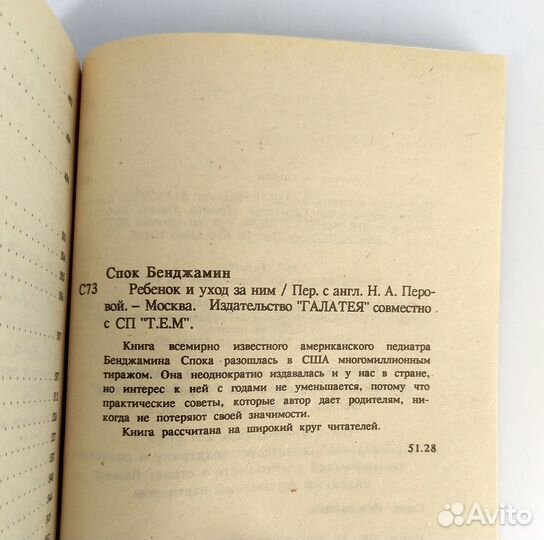 Спок Бенджамин
С73 Ребенок и уход за ним / Пер. с англ. Н. А. Перо-
вой. – Москва. Издательство "ГАЛАТЕЯ" совместно
с СП "Т.Е.М".
Книга всемирно известного американского педиатра
Бенджамина Спока разошлась в США многомиллионным
тиражом. Она неоднократно издавалась и у нас в стране,
но интерес к ней с годами не уменьшается, потому что
практические советы, которые автор дает родителям, ни-
когда не потеряют своей значимости.
Книга рассчитана на широкий круг читателей.
51.28
Avito